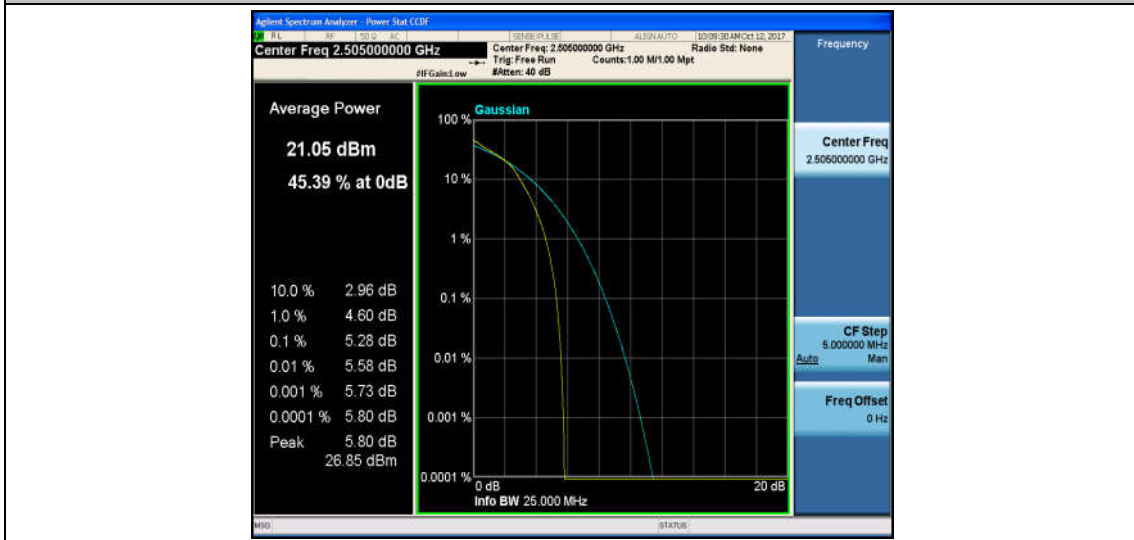 Agilent Spectrum Analyzer - Power Stat CCDF
RL RF 50 Ω AC SENSE:PULSE ALIGN AUTO 10:09:30 AM Oct 12, 2017
Center Freq 2.505000000 GHz
Center Freq: 2.505000000 GHz Radio Std: None
Trig: Free Run Counts:1.00 M/1.00 Mpt
#IFGain:Low #Atten: 40 dB
Frequency
Average Power
21.05 dBm
45.39 % at 0dB
10.0 % 2.96 dB
1.0 % 4.60 dB
0.1 % 5.28 dB
0.01 % 5.58 dB
0.001 % 5.73 dB
0.0001 % 5.80 dB
Peak 5.80 dB
26.85 dBm
Gaussian
100 %
10 %
1 %
0.1 %
0.01 %
0.001 %
0.0001 %
0 dB 20 dB
Info BW 25.000 MHz
Center Freq
2.505000000 GHz
CF Step
5.000000 MHz
Auto Man
Freq Offset
0 Hz
MSG STATUS